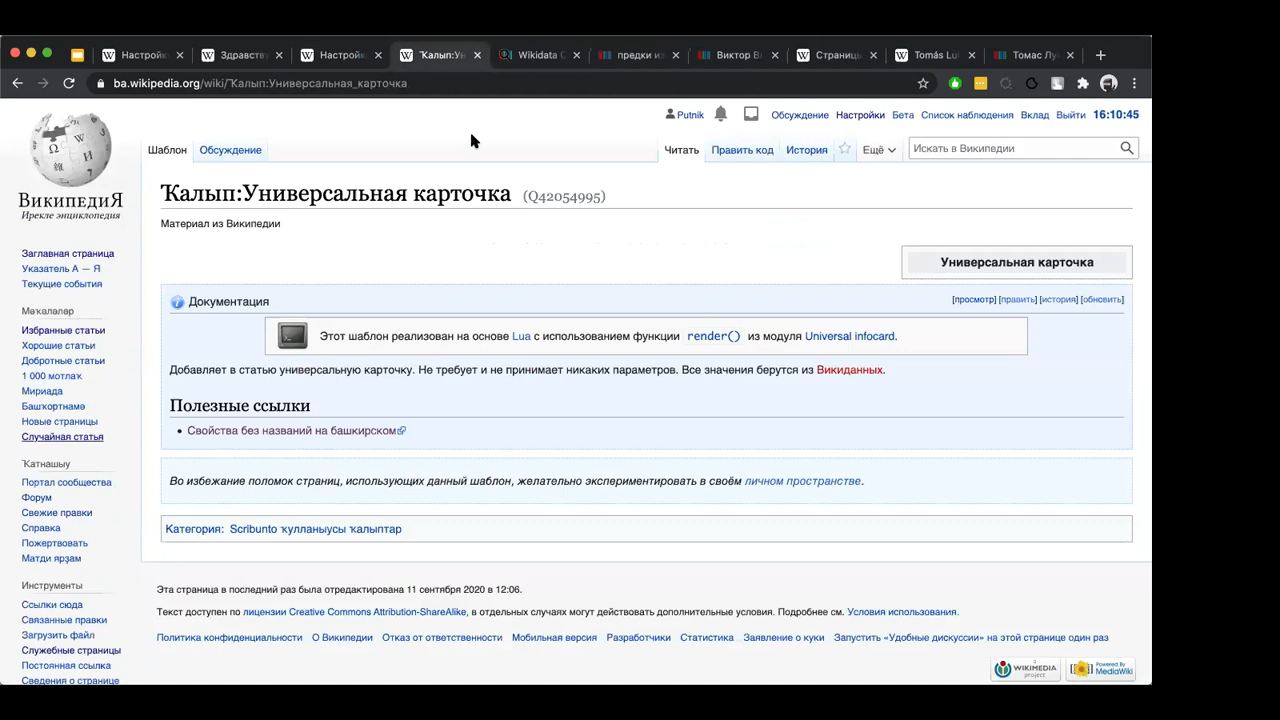 Настройк
Здравству
Настройк
Ҡалып:Ун
Wikidata
предки из
Виктор В
Страницы
Tomás Lu
Томас Лу
ba.wikipedia.org/wiki/Ҡалып:Универсальная_карточка
Putnik Обсуждение Настройки Бета Список наблюдения Вклад Выйти 16:10:45
Шаблон Обсуждение Читать Править код История Ещё Искать в Википедии
ВикипедиЯ
Ирекле энциклопедия
Заглавная страница
Указатель А — Я
Текущие события
Мәҡәләләр
Избранные статьи
Хорошие статьи
Добротные статьи
1 000 мотлаҡ
Мириада
Башҡортнамә
Новые страницы
Случайная статья
Ҡатнашыу
Портал сообщества
Форум
Свежие правки
Справка
Пожертвовать
Матди ярҙам
Инструменты
Ссылки сюда
Связанные правки
Загрузить файл
Служебные страницы
Постоянная ссылка
Сведения о странице
Ҡалып:Универсальная карточка (Q42054995)
Материал из Википедии
Универсальная карточка
Документация [просмотр] [править] [история] [обновить]
Этот шаблон реализован на основе Lua с использованием функции render() из модуля Universal infocard.
Добавляет в статью универсальную карточку. Не требует и не принимает никаких параметров. Все значения берутся из Викиданных.
Полезные ссылки
• Свойства без названий на башкирском
Во избежание поломок страниц, использующих данный шаблон, желательно экспериментировать в своём личном пространстве.
Категория: Scribunto ҡулланыусы ҡалыптар
Эта страница в последний раз была отредактирована 11 сентября 2020 в 12:06.
Текст доступен по лицензии Creative Commons Attribution-ShareAlike, в отдельных случаях могут действовать дополнительные условия. Подробнее см. Условия использования.
Политика конфиденциальности О Википедии Отказ от ответственности Мобильная версия Разработчики Статистика Заявление о куки Запустить «Удобные дискуссии» на этой странице один раз
WIKIMEDIA
project
Powered By
MediaWiki